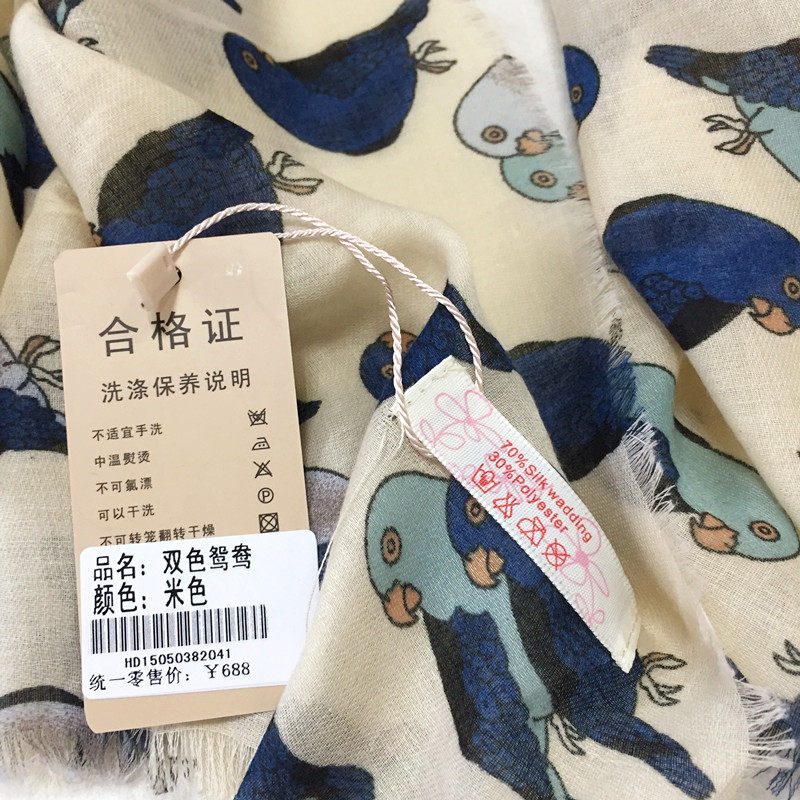 合格证
洗涤保养说明
不适宜手洗
中温熨烫
不可氯漂
可以干洗
不可转笼翻转干燥
品名：双色鸳鸯
颜色：米色
HD15050382041
统一零售价：￥688
70%Silk wadding
30%Polyester